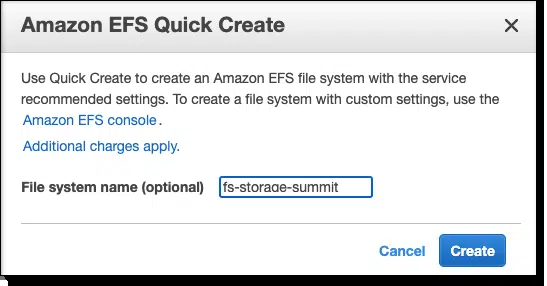 Amazon EFS Quick Create
Use Quick Create to create an Amazon EFS file system with the service
recommended settings. To create a file system with custom settings, use the
Amazon EFS console.
Additional charges apply.
File system name (optional) fs-storage-summit
Cancel Create